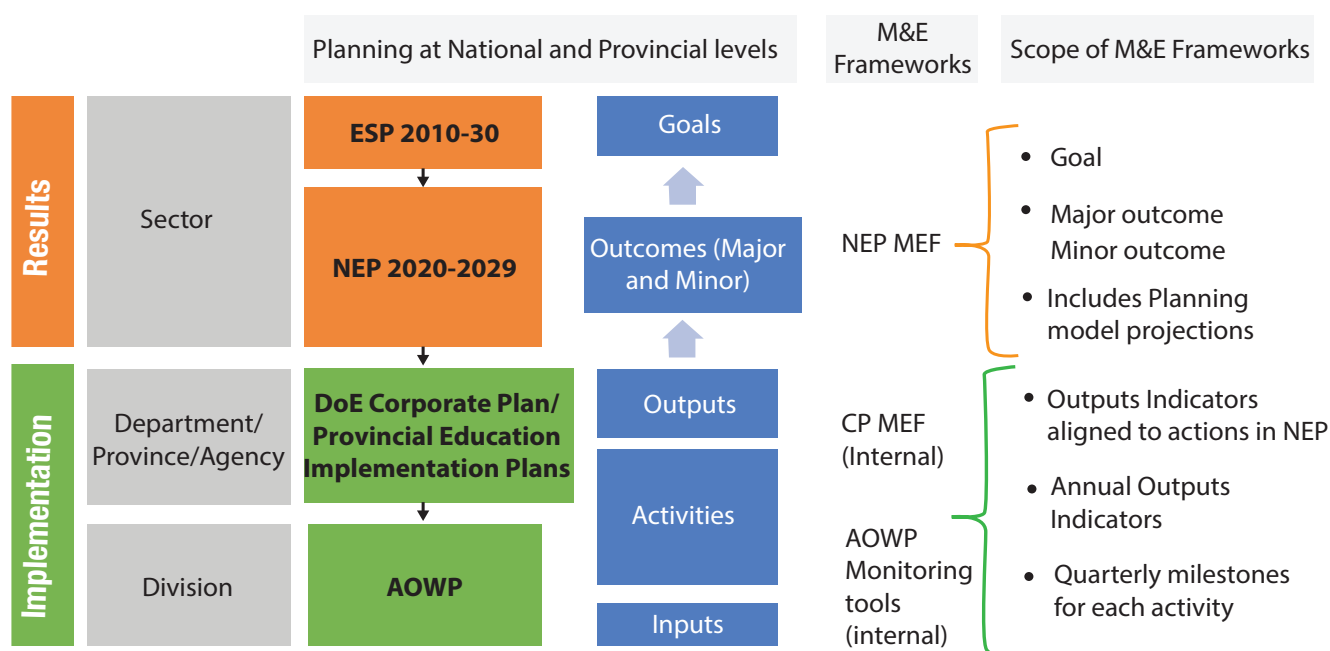 Planning at National and Provincial levels
M&E
Frameworks
Scope of M&E Frameworks
Results
Sector
ESP 2010-30
NEP 2020-2029
Goals
Outcomes (Major
and Minor)
NEP MEF
• Goal
• Major outcome
Minor outcome
• Includes Planning
model projections
Implementation
Department/
Province/Agency
Division
DoE Corporate Plan/
Provincial Education
Implementation Plans
AOWP
Outputs
Activities
Inputs
CP MEF
(Internal)
AOWP
Monitoring
tools
(internal)
• Outputs Indicators
aligned to actions in NEP
• Annual Outputs
Indicators
• Quarterly milestones
for each activity